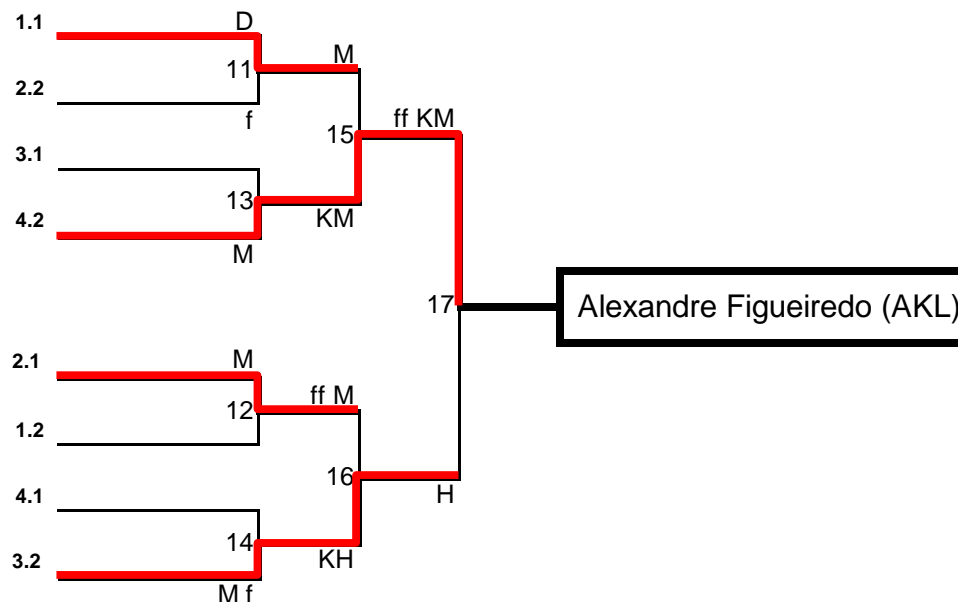 1.1 D
11 M
2.2
f
15 ff KM
3.1
13
4.2 KM
M
17 Alexandre Figueiredo (AKL)
2.1 M
ff M
12
1.2
16
4.1 H
14
3.2 KH
M f